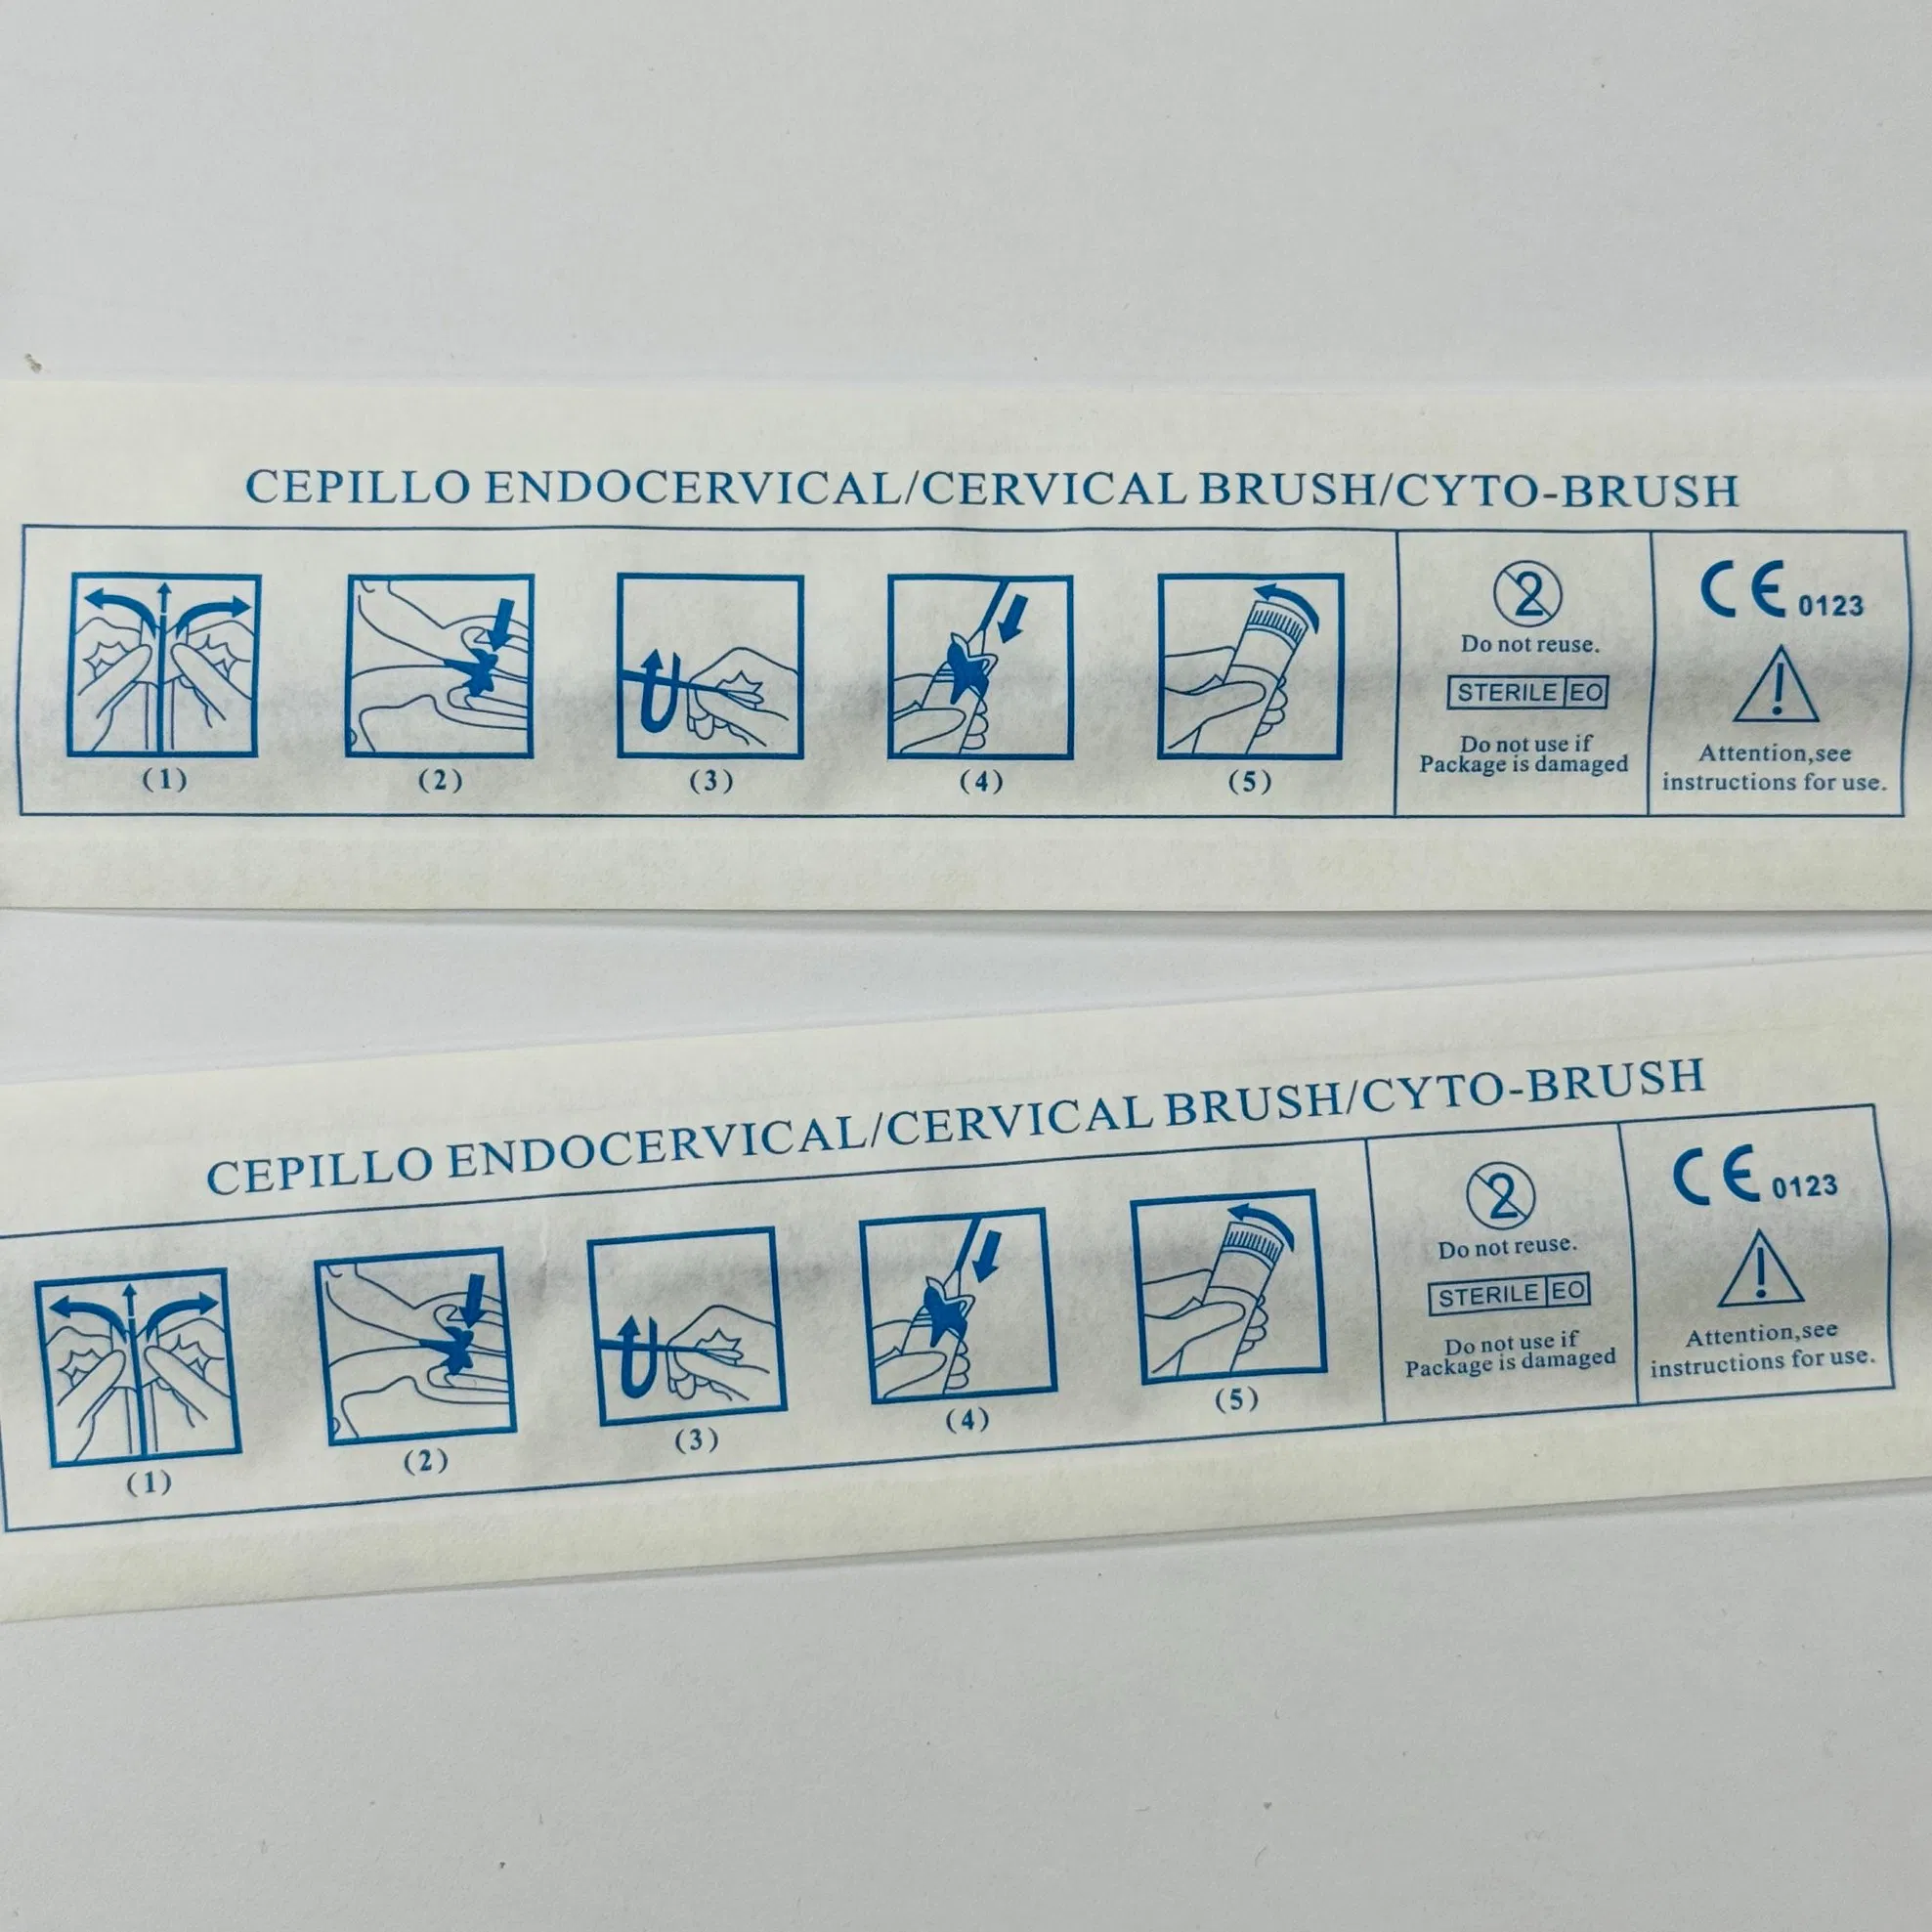 CEPILLO ENDOCERVICAL/CERVICAL BRUSH/CYTO-BRUSH
(1) (2) (3) (4) (5)
2
Do not reuse.
STERILE EO
Do not use if
Package is damaged
CE 0123
!
Attention,see
instructions for use.
CEPILLO ENDOCERVICAL/CERVICAL BRUSH/CYTO-BRUSH
(1) (2) (3) (4) (5)
2
Do not reuse.
STERILE EO
Do not use if
Package is damaged
CE 0123
!
Attention,see
instructions for use.